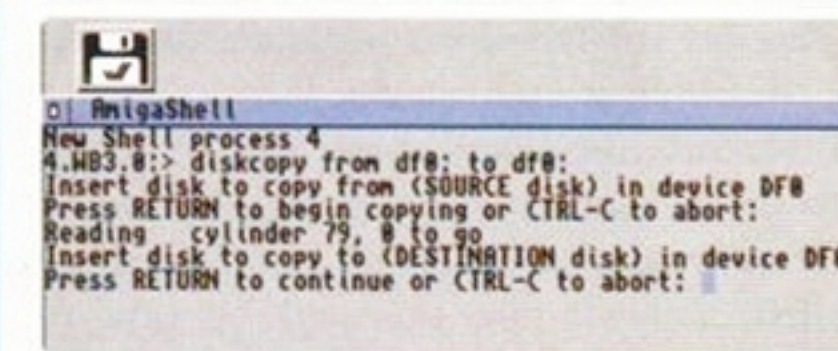 AmigaShell
New Shell process 4
4.WB3.0:> diskcopy from df0: to df0:
Insert disk to copy from (SOURCE disk) in device DF0
Press RETURN to begin copying or CTRL-C to abort:
Reading cylinder 79, 0 to go
Insert disk to copy to (DESTINATION disk) in device DF0
Press RETURN to continue or CTRL-C to abort: